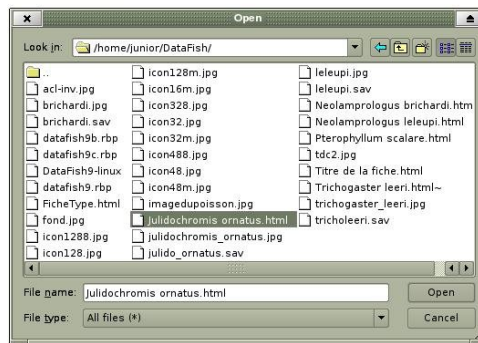 Open
Look in: /home/junior/DataFish/
..
acl-inv.jpg
brichardi.jpg
brichardi.sav
datafish9b.rbp
datafish9c.rbp
DataFish9-linux
datafish9.rbp
FicheType.html
fond.jpg
icon1288.jpg
icon128.jpg
icon128m.jpg
icon16m.jpg
icon328.jpg
icon32.jpg
icon32m.jpg
icon488.jpg
icon48.jpg
icon48m.jpg
imagedupoisson.jpg
Julidochromis ornatus.html
julidochromis_ornatus.jpg
julido_ornatus.sav
leleupi.jpg
leleupi.sav
Neolamprologus brichardi.htm
Neolamprologus leleupi.html
Pterophyllum scalare.html
tdc2.jpg
Titre de la fiche.html
Trichogaster leeri.html~
trichogaster_leeri.jpg
tricholeeri.sav
File name: Julidochromis ornatus.html
Open
File type: All files (*)
Cancel